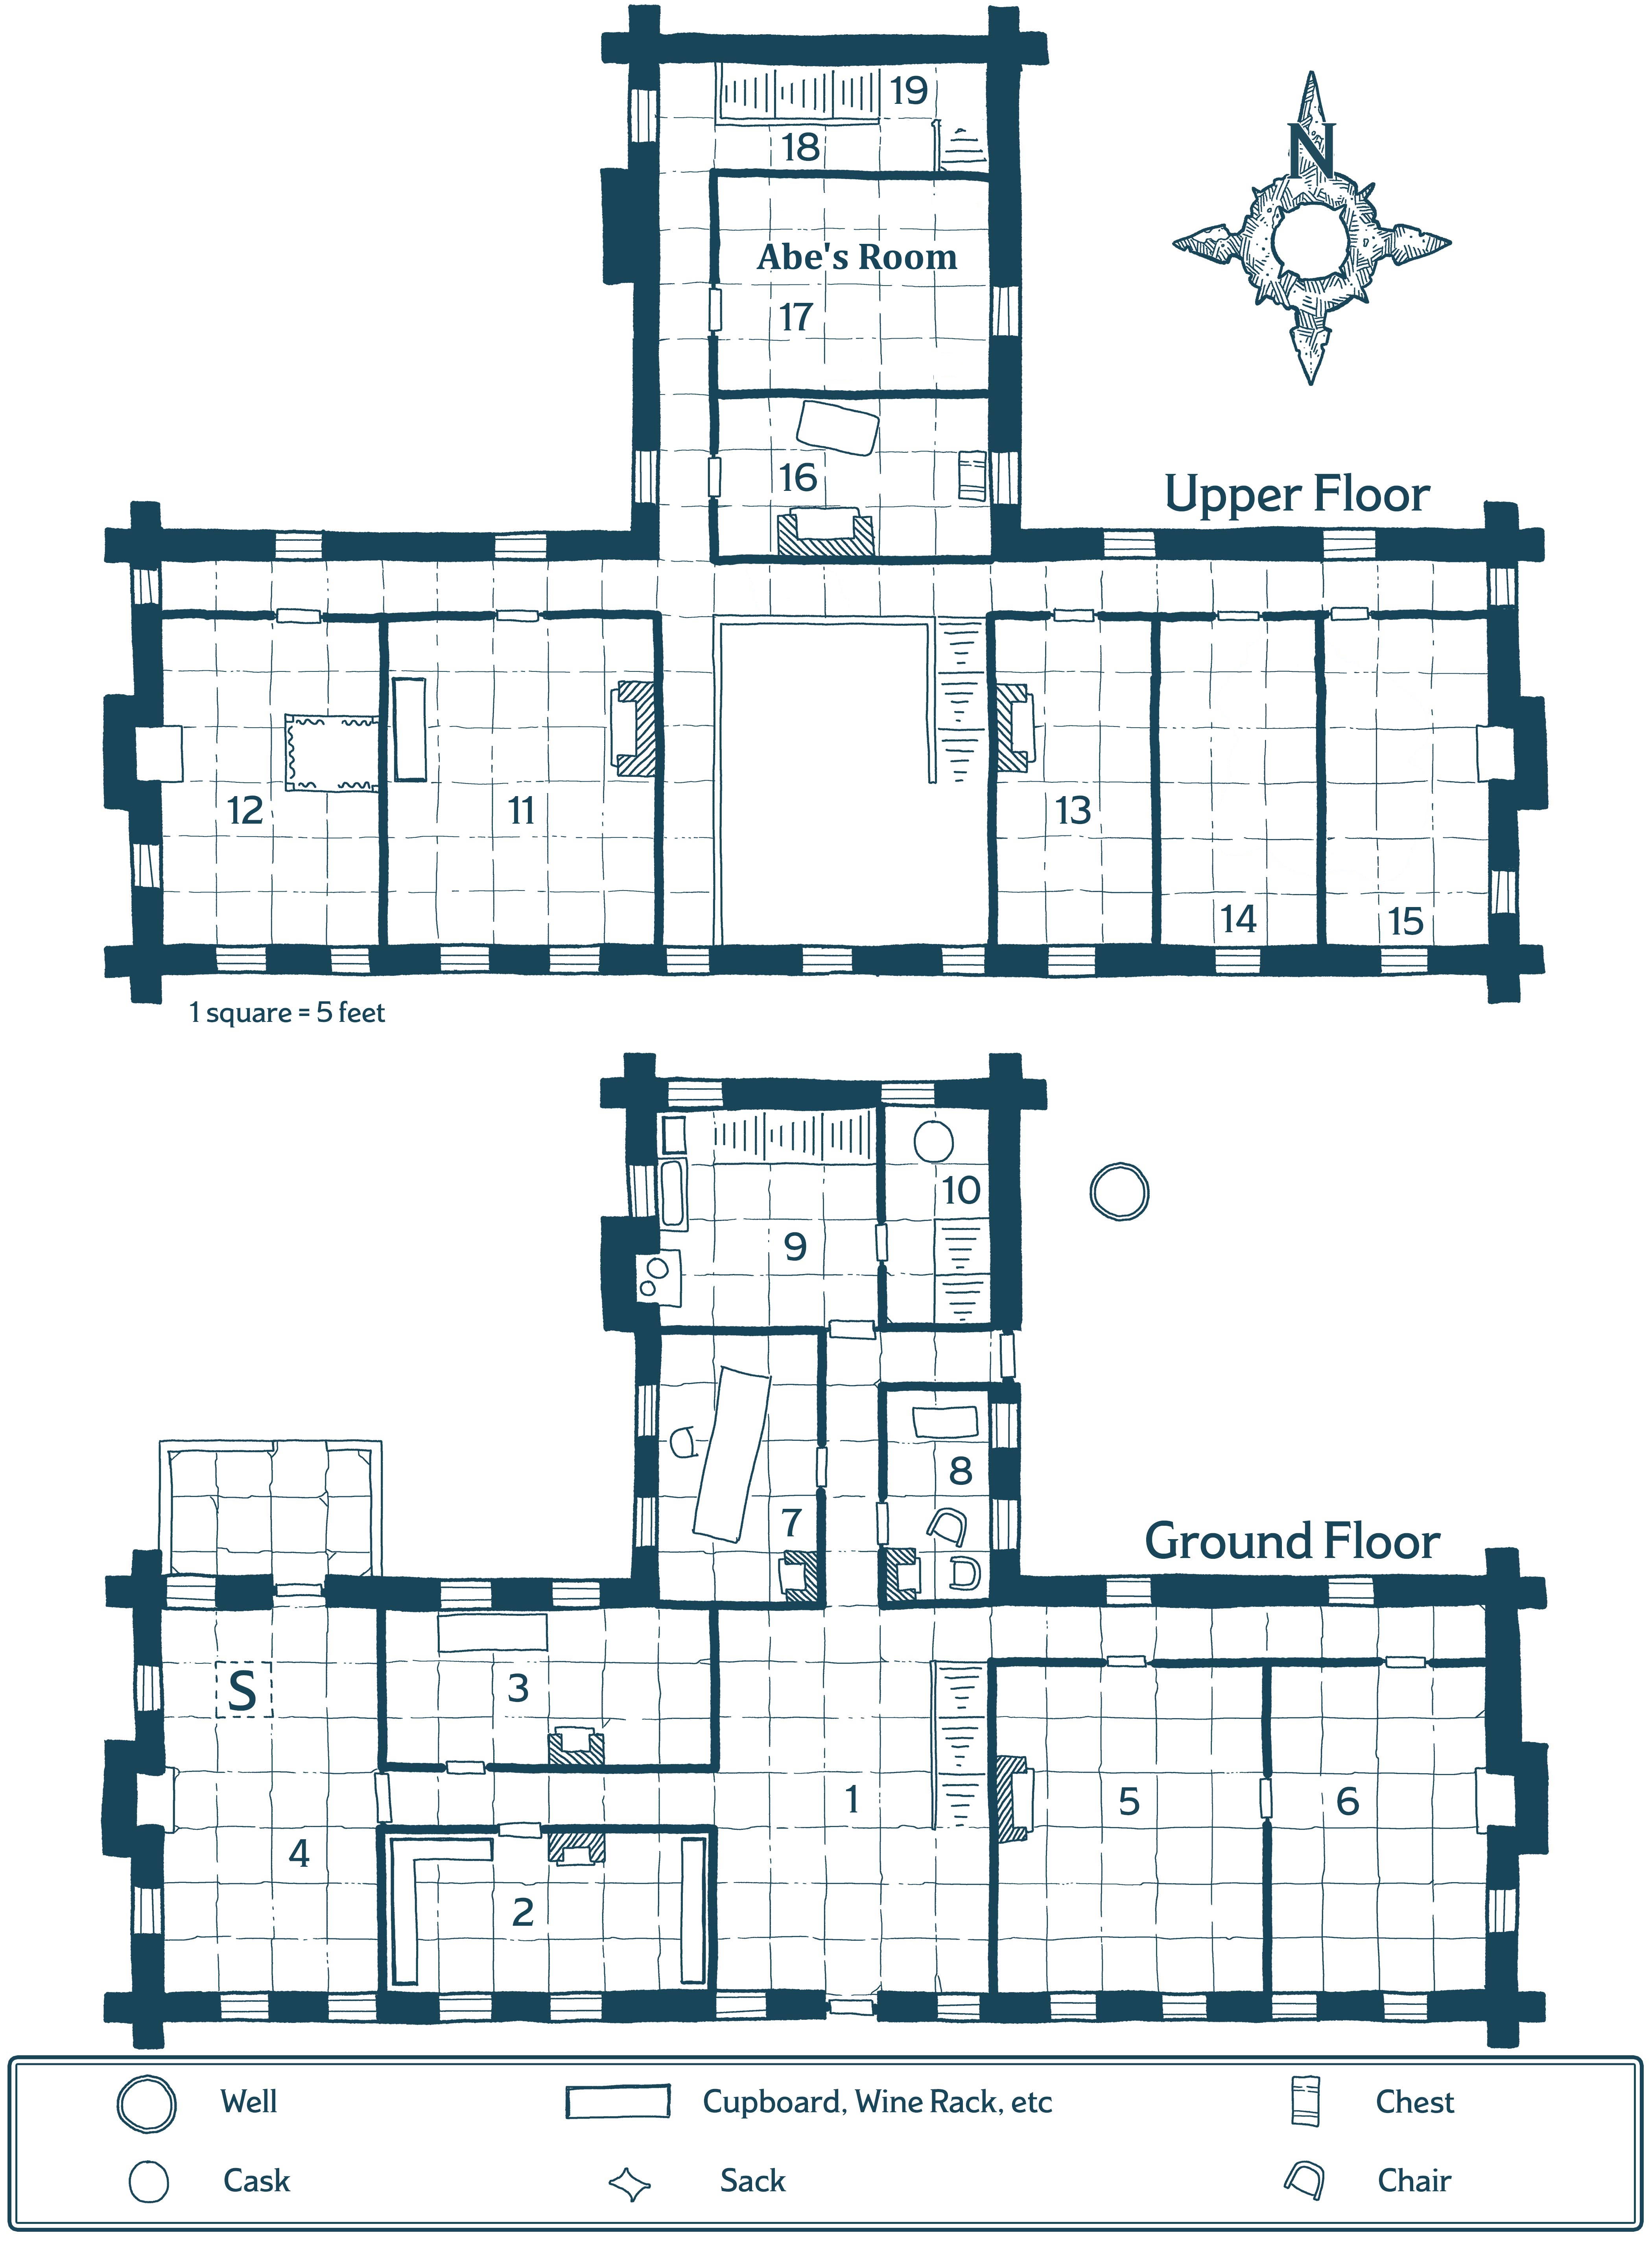 N
19
18
Abe's Room
17
16
Upper Floor
12
11
13
14
15
1 square = 5 feet
10
9
8
7
Ground Floor
S
3
1
5
6
4
2
Well
Cupboard, Wine Rack, etc
Chest
Cask
Sack
Chair